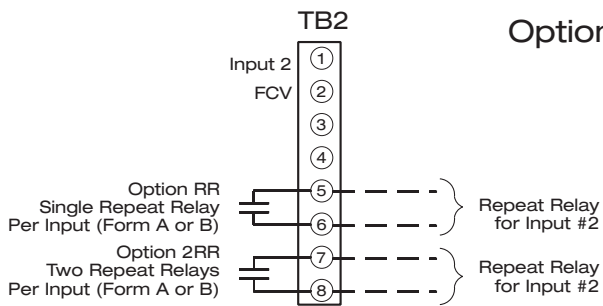 TB2
Option
Input 2
1
FCV
2
3
4
Option RR
Single Repeat Relay
Per Input (Form A or B)
5
6
Repeat Relay
for Input #2
Option 2RR
Two Repeat Relays
Per Input (Form A or B)
7
8
Repeat Relay
for Input #2